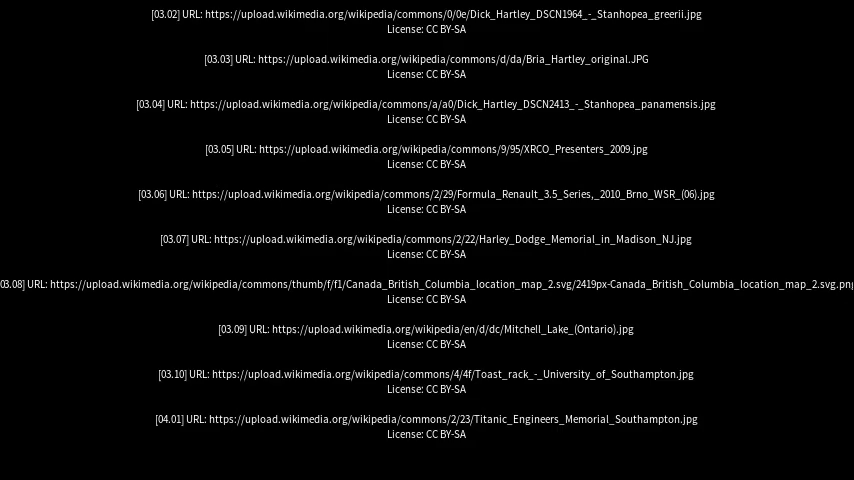 [03.02] URL: https://upload.wikimedia.org/wikipedia/commons/0/0e/Dick_Hartley_DSCN1964_-_Stanhopea_greerii.jpg
License: CC BY-SA
[03.03] URL: https://upload.wikimedia.org/wikipedia/commons/d/da/Bria_Hartley_original.JPG
License: CC BY-SA
[03.04] URL: https://upload.wikimedia.org/wikipedia/commons/a/a0/Dick_Hartley_DSCN2413_-_Stanhopea_panamensis.jpg
License: CC BY-SA
[03.05] URL: https://upload.wikimedia.org/wikipedia/commons/9/95/XRCO_Presenters_2009.jpg
License: CC BY-SA
[03.06] URL: https://upload.wikimedia.org/wikipedia/commons/2/29/Formula_Renault_3.5_Series,_2010_Brno_WSR_(06).jpg
License: CC BY-SA
[03.07] URL: https://upload.wikimedia.org/wikipedia/commons/2/22/Harley_Dodge_Memorial_in_Madison_NJ.jpg
License: CC BY-SA
03.08] URL: https://upload.wikimedia.org/wikipedia/commons/thumb/f/f1/Canada_British_Columbia_location_map_2.svg/2419px-Canada_British_Columbia_location_map_2.svg.png
License: CC BY-SA
[03.09] URL: https://upload.wikimedia.org/wikipedia/en/d/dc/Mitchell_Lake_(Ontario).jpg
License: CC BY-SA
[03.10] URL: https://upload.wikimedia.org/wikipedia/commons/4/4f/Toast_rack_-_University_of_Southampton.jpg
License: CC BY-SA
[04.01] URL: https://upload.wikimedia.org/wikipedia/commons/2/23/Titanic_Engineers_Memorial_Southampton.jpg
License: CC BY-SA